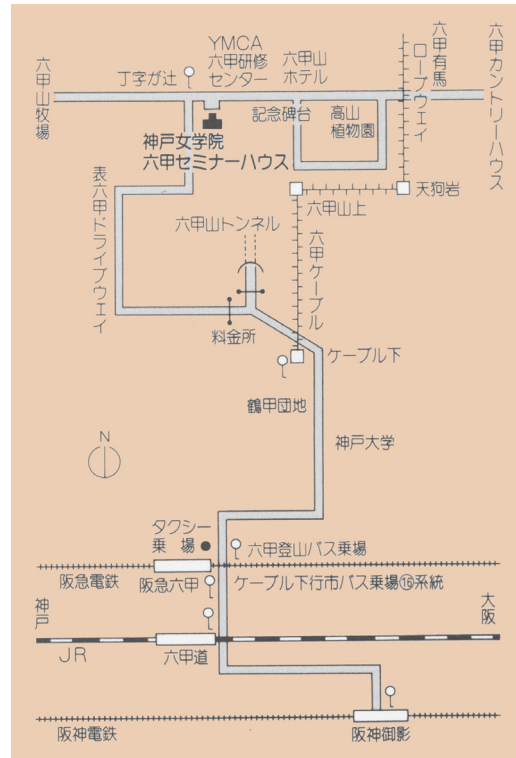 YMCA
六甲研修
センター
六甲山
ホテル
丁字が辻
六甲山牧場
六甲有馬
ロープウェイ
六甲カントリーハウス
記念碑台
高山
植物園
神戸女学院
六甲セミナーハウス
天狗岩
六甲山上
表六甲ドライブウェイ
六甲山トンネル
六甲ケーブル
料金所
ケーブル下
鶴甲団地
神戸大学
N
タクシー
乗場
六甲登山バス乗場
阪急電鉄
阪急六甲
ケーブル下行市バス乗場⑯系統
神戸
大阪
JR
六甲道
阪神電鉄
阪神御影